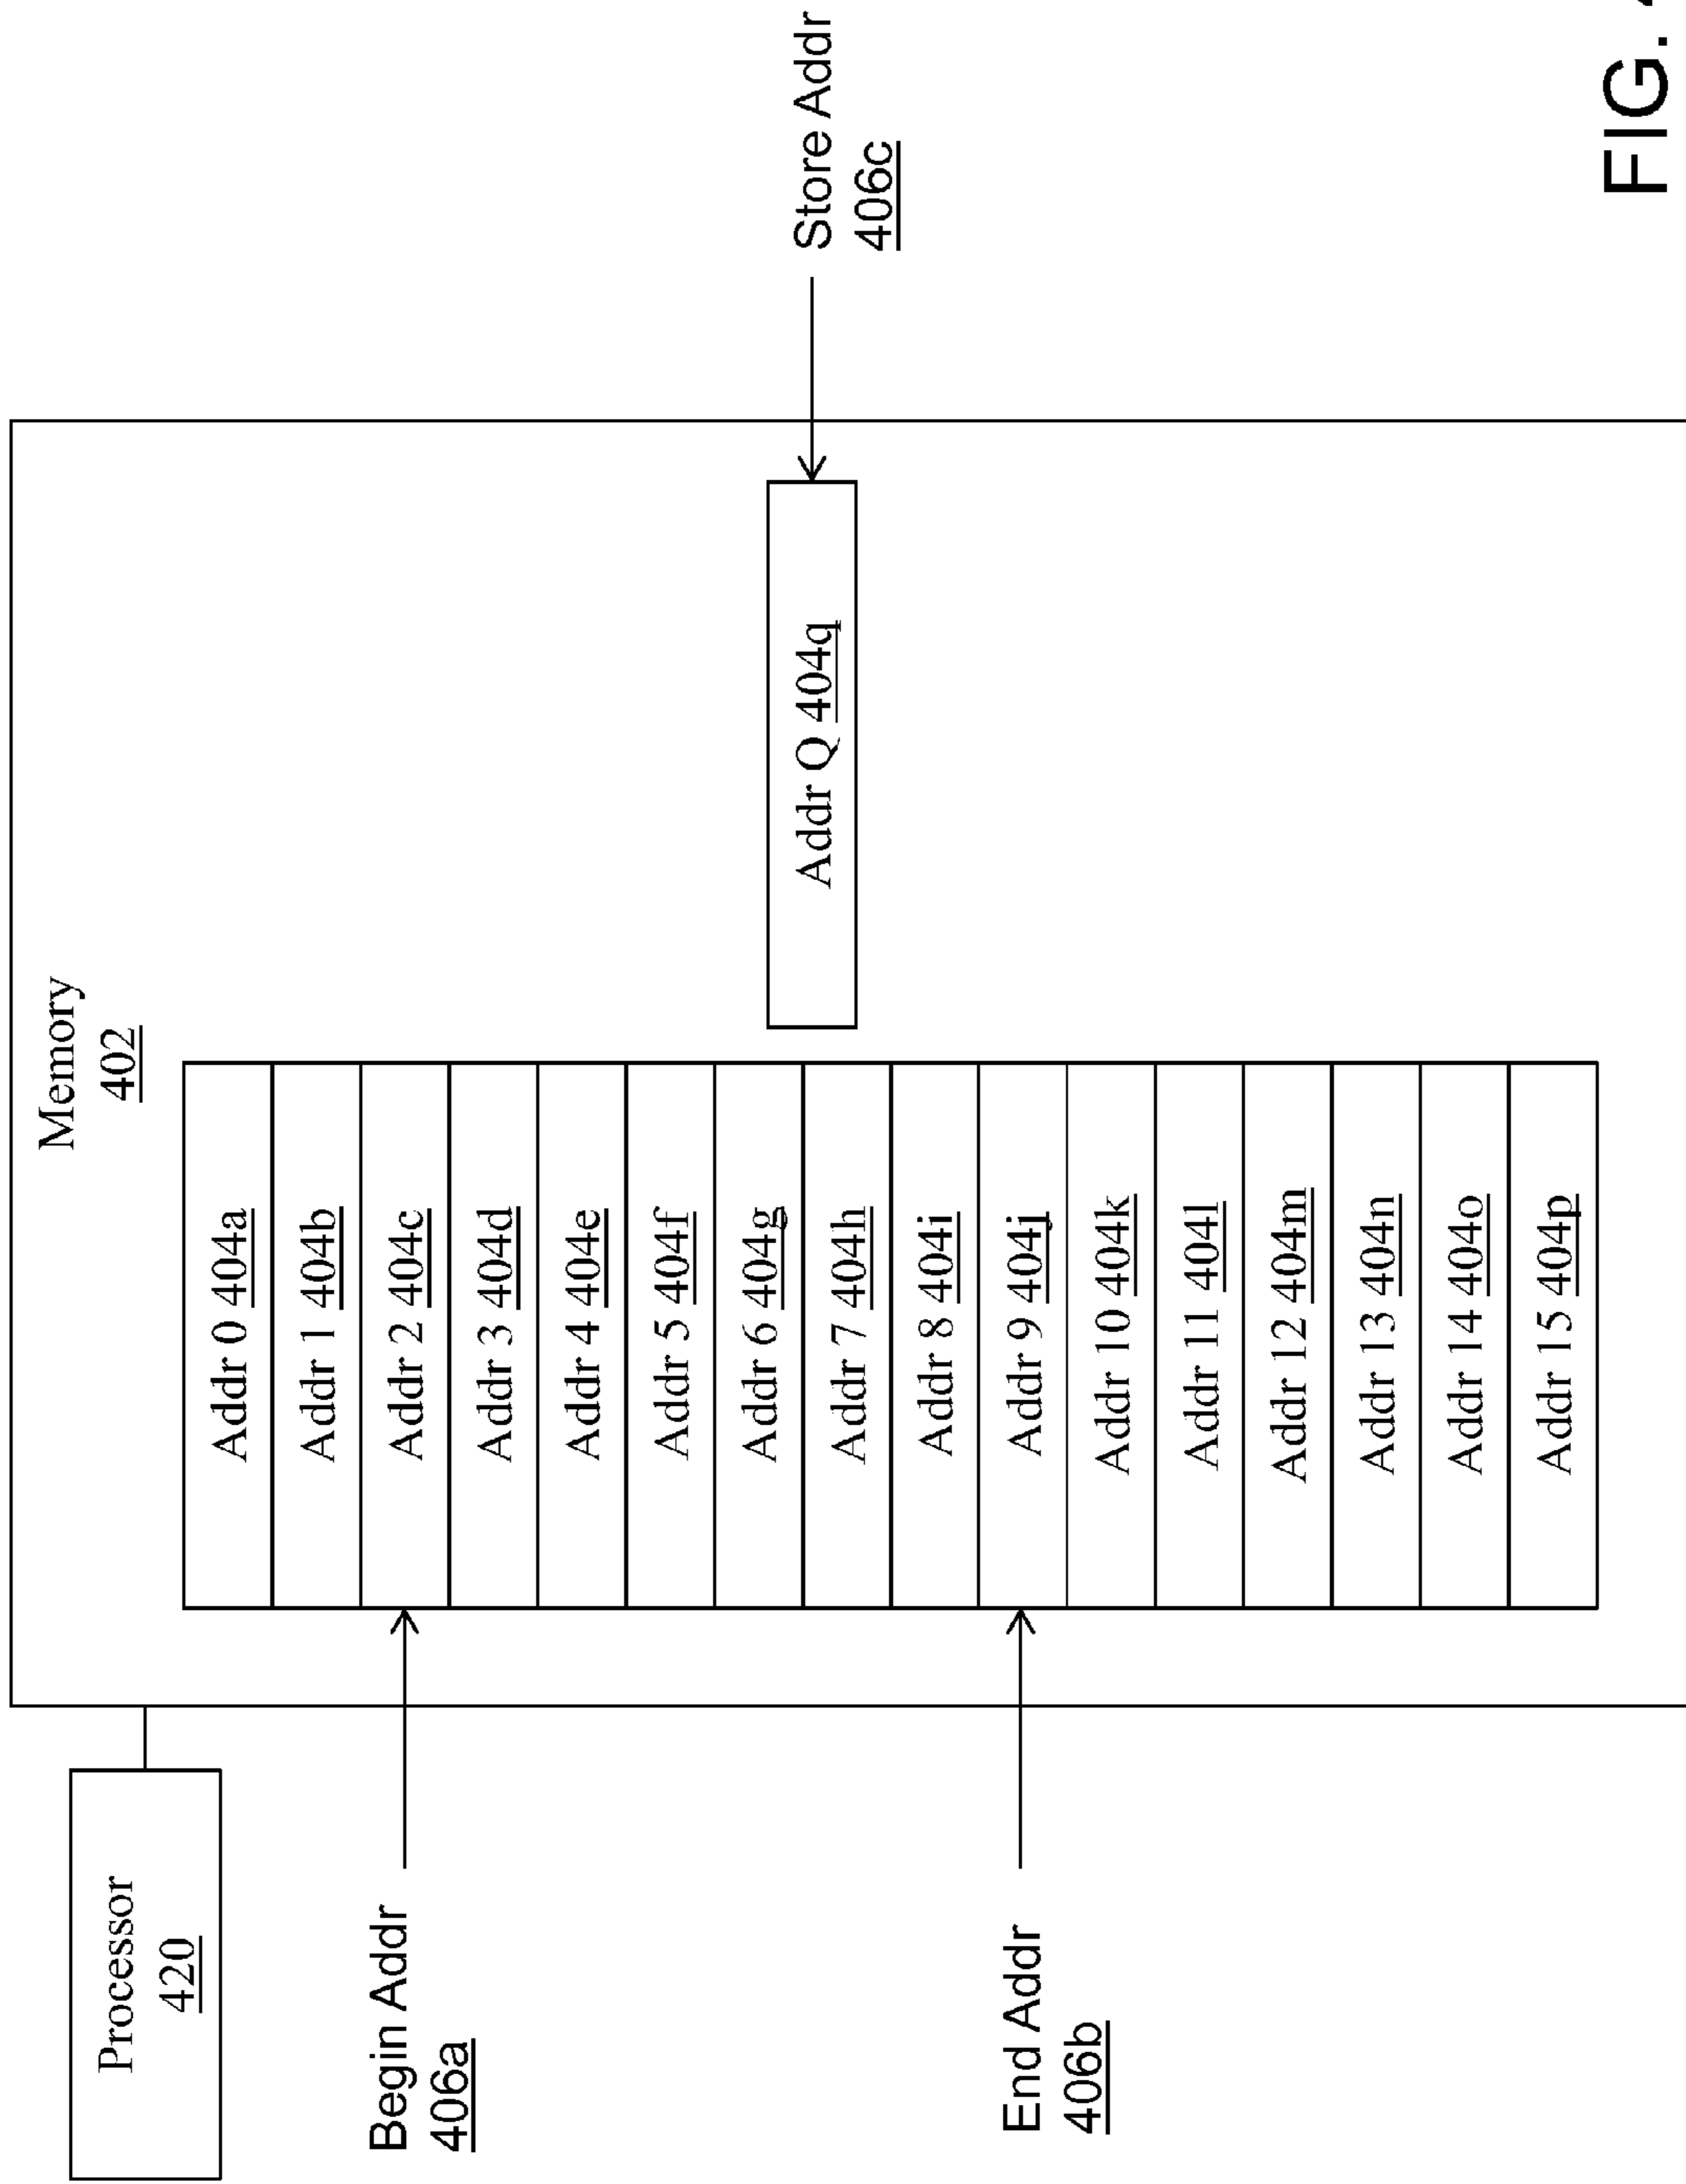 Memory
402
Processor
420
Addr 0 404a
Addr 1 404b
Addr 2 404c
Addr 3 404d
Addr 4 404e
Addr 5 404f
Addr 6 404g
Addr 7 404h
Addr 8 404i
Addr 9 404j
Addr 10 404k
Addr 11 404l
Addr 12 404m
Addr 13 404n
Addr 14 404o
Addr 15 404p
Begin Addr
406a
End Addr
406b
Addr Q 404q
Store Addr
406c
FIG.